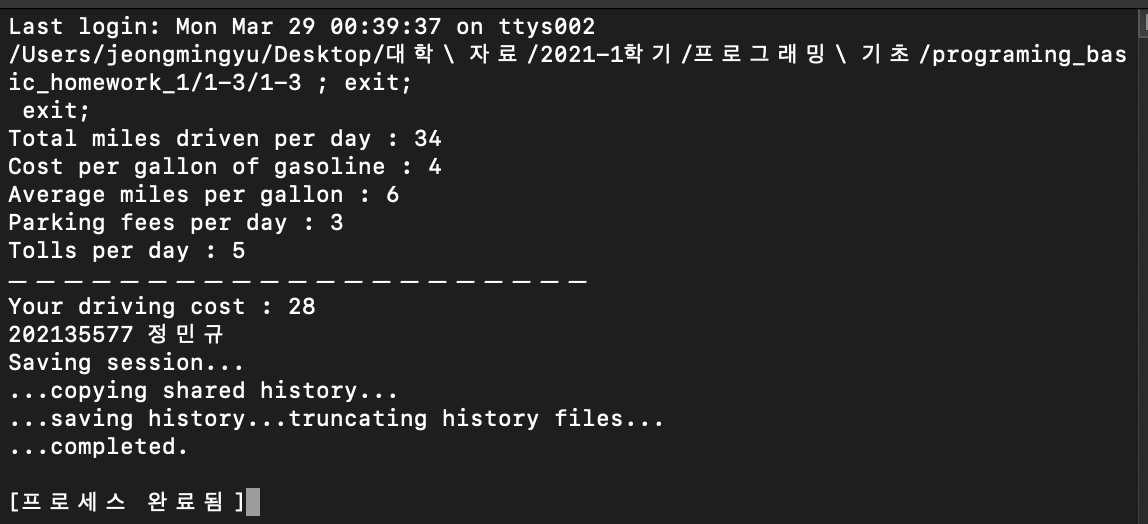 Last login: Mon Mar 29 00:39:37 on ttys002
/Users/jeongmingyu/Desktop/대학\ 자료/2021-1학기/프로그래밍\ 기초/programing_bas
ic_homework_1/1-3/1-3 ; exit;
 exit;
Total miles driven per day : 34
Cost per gallon of gasoline : 4
Average miles per gallon : 6
Parking fees per day : 3
Tolls per day : 5
ㅡㅡㅡㅡㅡㅡㅡㅡㅡㅡㅡㅡㅡㅡㅡㅡㅡㅡㅡㅡㅡ
Your driving cost : 28
202135577 정민규
Saving session...
...copying shared history...
...saving history...truncating history files...
...completed.
[프로세스 완료됨]